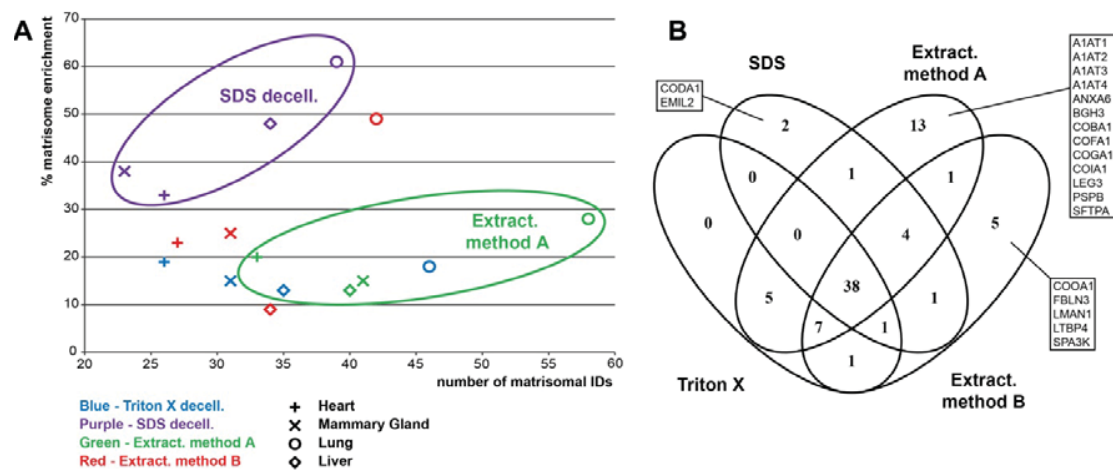 A
% matrisome enrichment
70
60
50
40
30
20
10
0
20
25
30
35
40
45
50
55
60
number of matrisomal IDs
SDS decell.
Extract.
method A
Blue - Triton X decell.
Purple - SDS decell.
Green - Extract. method A
Red - Extract. method B
Heart
Mammary Gland
Lung
Liver
B
SDS
Extract.
method A
Triton X
Extract.
method B
CODA1
EMIL2
2
13
0
1
1
0
0
4
5
5
38
1
7
1
1
A1AT1
A1AT2
A1AT3
A1AT4
ANXA6
BGH3
COBA1
COFA1
COGA1
COIA1
LEG3
PSPB
SFTPA
COOA1
FBLN3
LMAN1
LTBP4
SPA3K